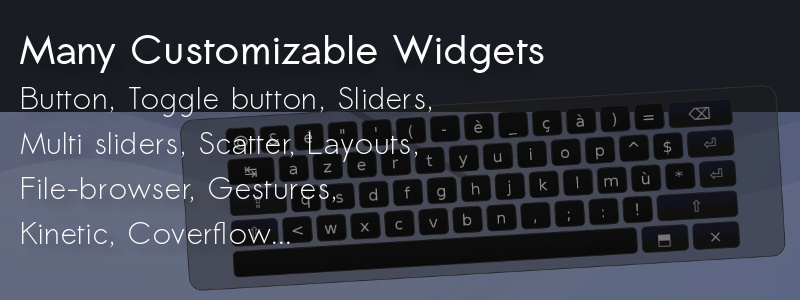 Many Customizable Widgets
Button, Toggle button, Sliders,
Multi sliders, Scatter, Layouts,
File-browser, Gestures,
Kinetic, Coverflow...
& é " ' ( - è _ ç à ) = ⌫
↹ a z e r t y u i o p ^ $ ⏎
⇪ q s d f g h j k l m ù * ⏎
⇧ < w x c v b n , ; : ! ⇧
⬒ ×